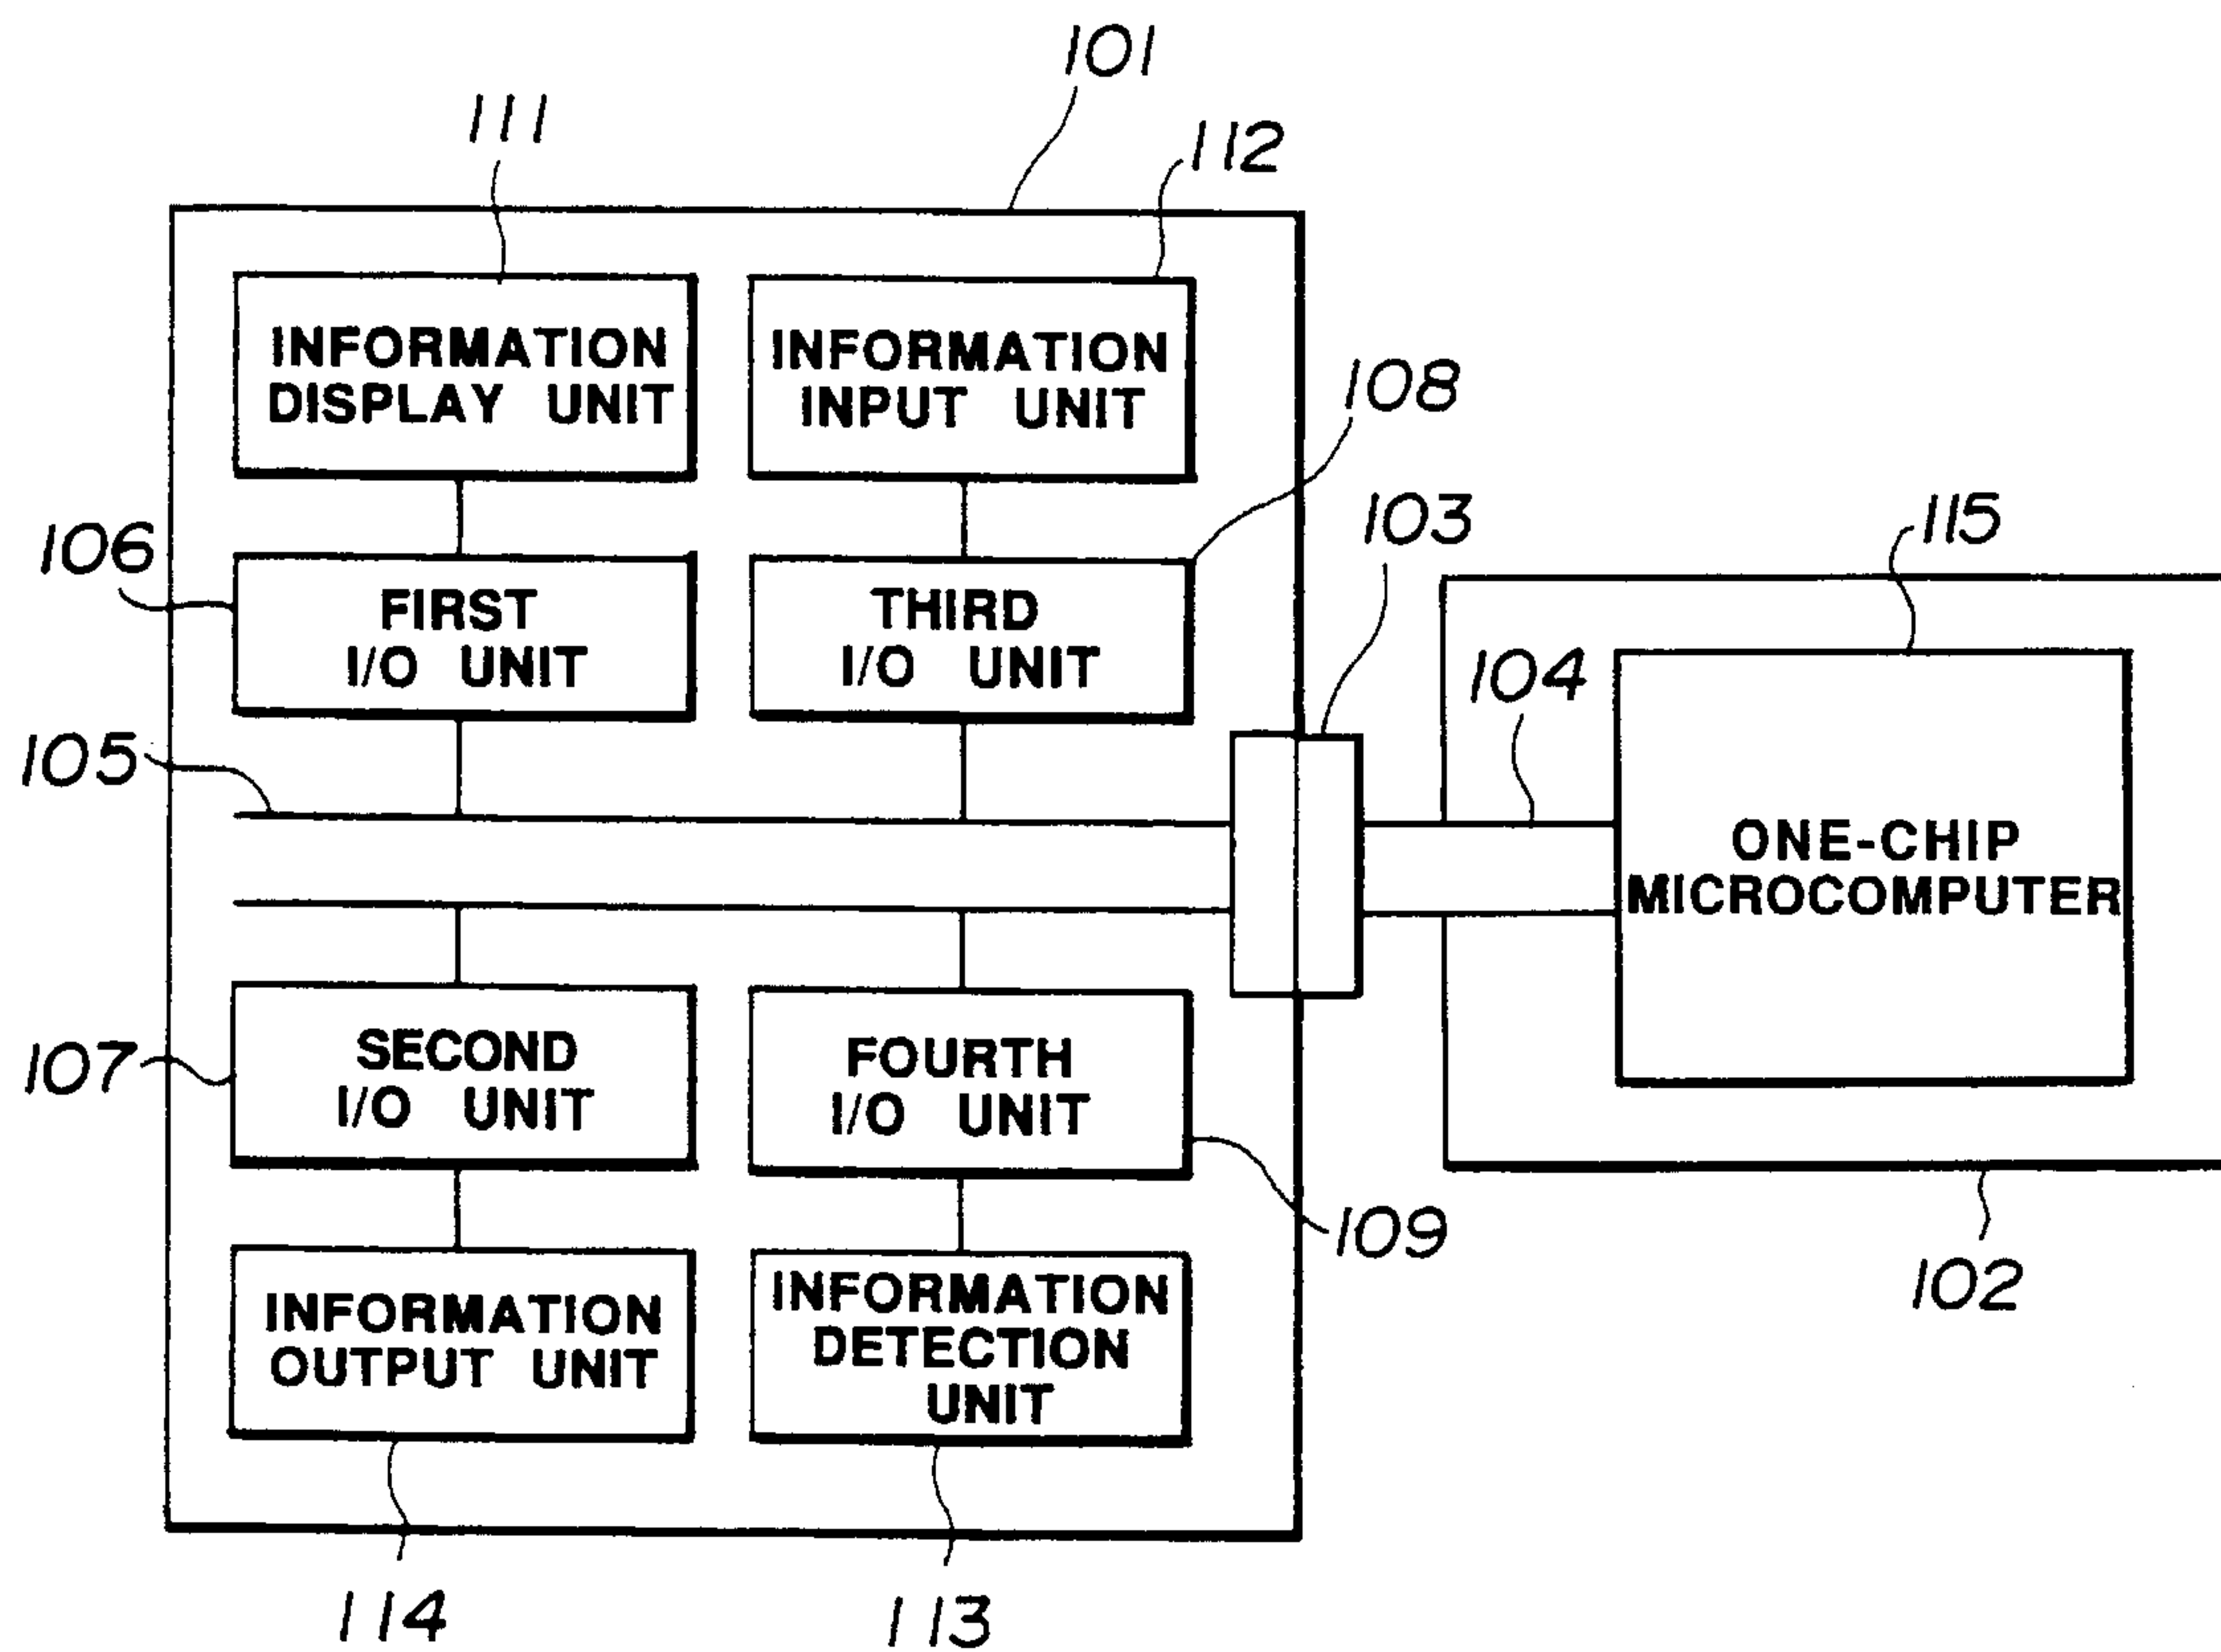 101
111
112
INFORMATION
DISPLAY UNIT
INFORMATION
INPUT UNIT
108
103
115
106
FIRST
I/O UNIT
THIRD
I/O UNIT
104
105
ONE-CHIP
MICROCOMPUTER
107
SECOND
I/O UNIT
FOURTH
I/O UNIT
109
102
INFORMATION
OUTPUT UNIT
INFORMATION
DETECTION
UNIT
114
113